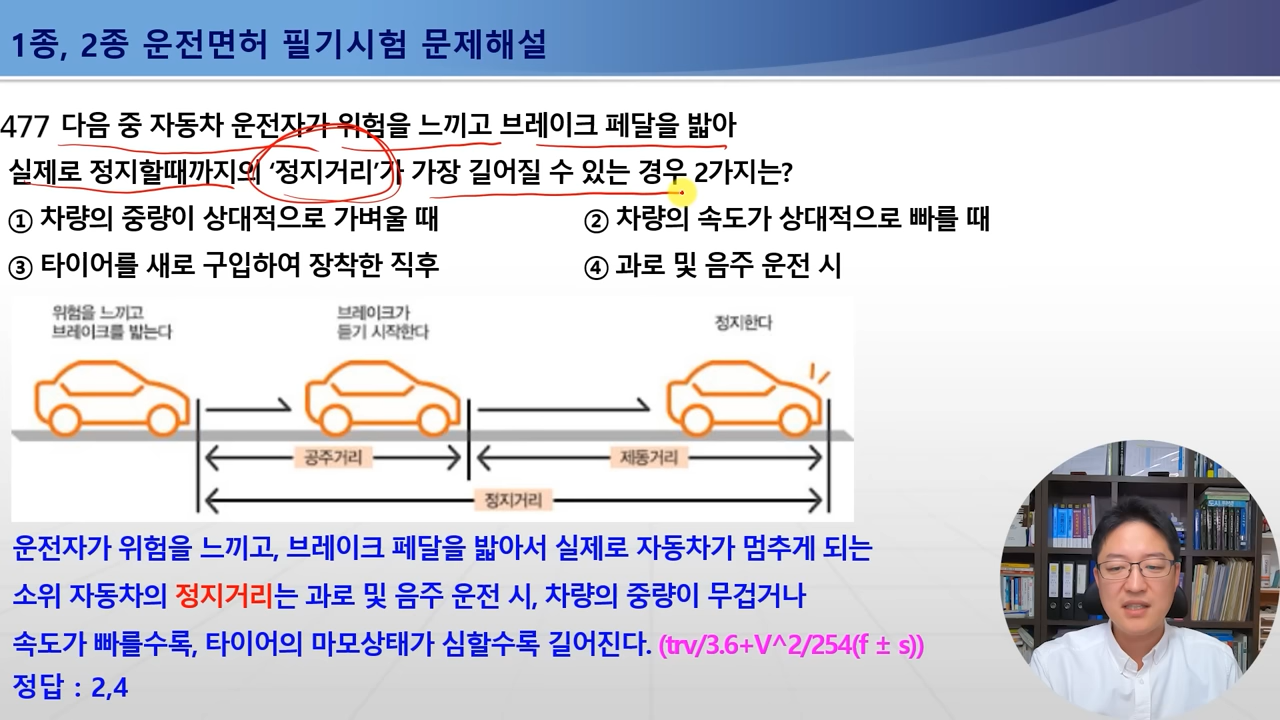 1종, 2종 운전면허 필기시험 문제해설
477 다음 중 자동차 운전자가 위험을 느끼고 브레이크 페달을 밟아
실제로 정지할때까지의 '정지거리'가 가장 길어질 수 있는 경우 2가지는?
① 차량의 중량이 상대적으로 가벼울 때
② 차량의 속도가 상대적으로 빠를 때
③ 타이어를 새로 구입하여 장착한 직후
④ 과로 및 음주 운전 시
위험을 느끼고
브레이크를 밟는다
브레이크가
듣기 시작한다
정지한다
공주거리
제동거리
정지거리
운전자가 위험을 느끼고, 브레이크 페달을 밟아서 실제로 자동차가 멈추게 되는
소위 자동차의 정지거리는 과로 및 음주 운전 시, 차량의 중량이 무겁거나
속도가 빠를수록, 타이어의 마모상태가 심할수록 길어진다. (trv/3.6+V^2/254(f ± s))
정답 : 2,4